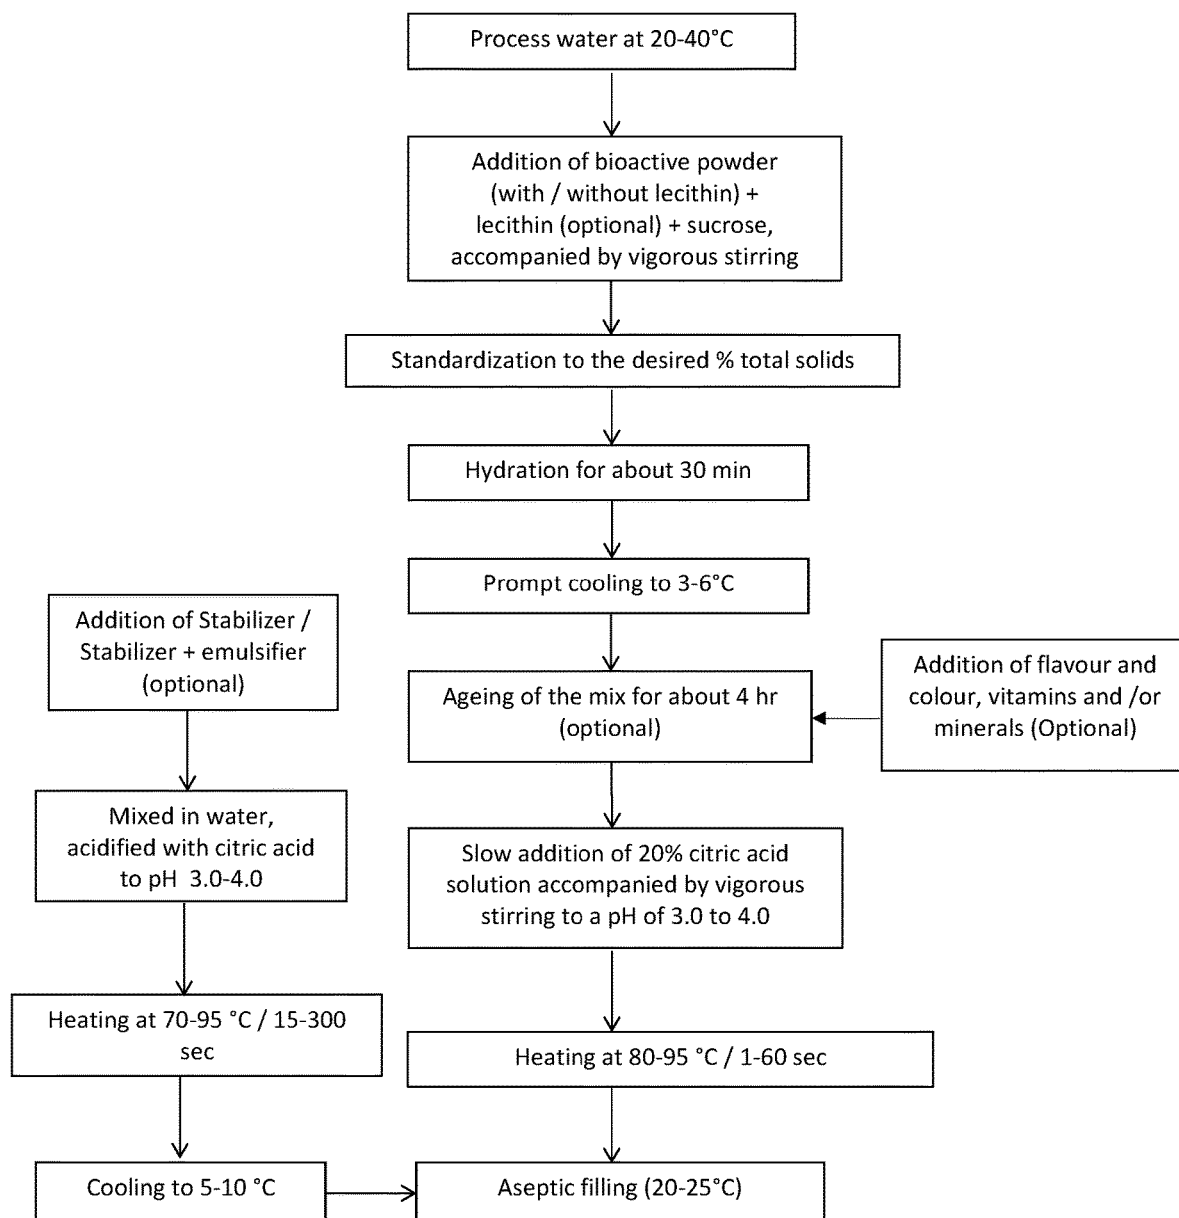 Process water at 20-40°C
Addition of bioactive powder
(with / without lecithin) +
lecithin (optional) + sucrose,
accompanied by vigorous stirring
Standardization to the desired % total solids
Hydration for about 30 min
Prompt cooling to 3-6°C
Addition of Stabilizer /
Stabilizer + emulsifier
(optional)
Ageing of the mix for about 4 hr
(optional)
Addition of flavour and
colour, vitamins and /or
minerals (Optional)
Mixed in water,
acidified with citric acid
to pH  3.0-4.0
Slow addition of 20% citric acid
solution accompanied by vigorous
stirring to a pH of 3.0 to 4.0
Heating at 70-95 °C / 15-300
sec
Heating at 80-95 °C / 1-60 sec
Cooling to 5-10 °C
Aseptic filling (20-25°C)